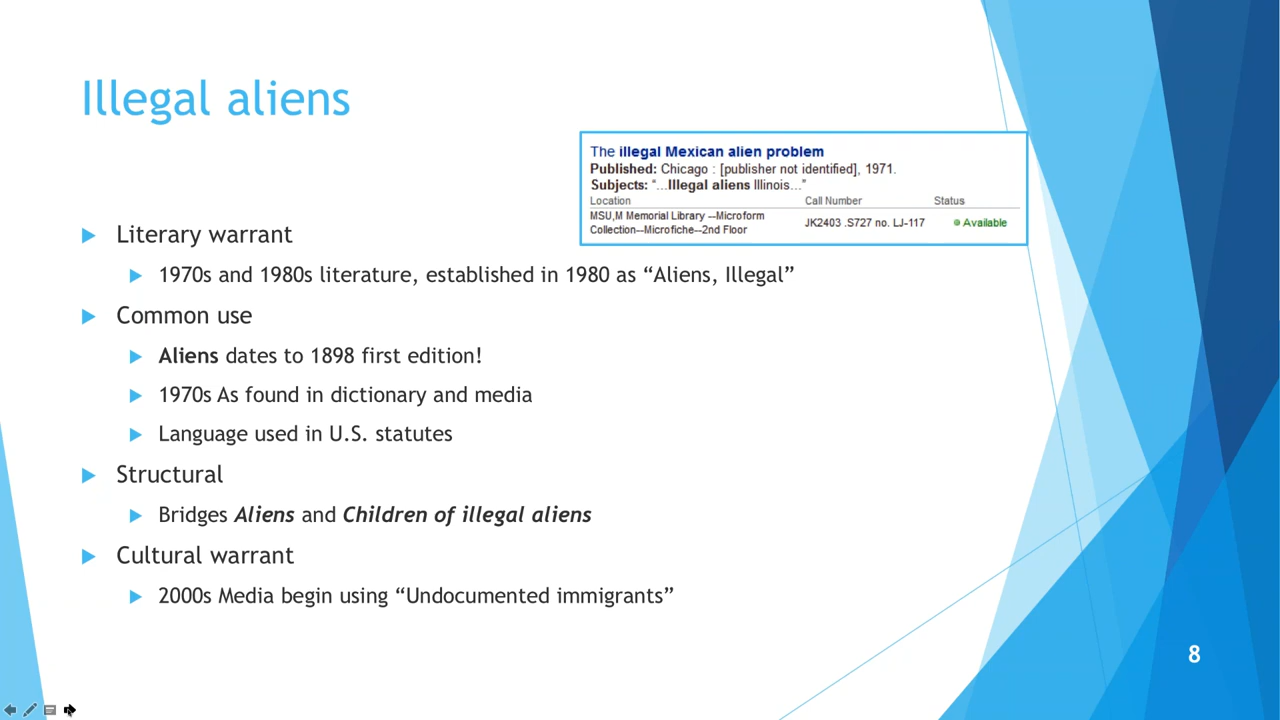 Illegal aliens
The illegal Mexican alien problem
Published: Chicago : [publisher not identified], 1971.
Subjects: "...Illegal aliens Illinois..."
Location Call Number Status
MSU,M Memorial Library --Microform
Collection--Microfiche--2nd Floor
JK2403 .S727 no. LJ-117
Available
Literary warrant
1970s and 1980s literature, established in 1980 as “Aliens, Illegal”
Common use
Aliens dates to 1898 first edition!
1970s As found in dictionary and media
Language used in U.S. statutes
Structural
Bridges Aliens and Children of illegal aliens
Cultural warrant
2000s Media begin using “Undocumented immigrants”
8